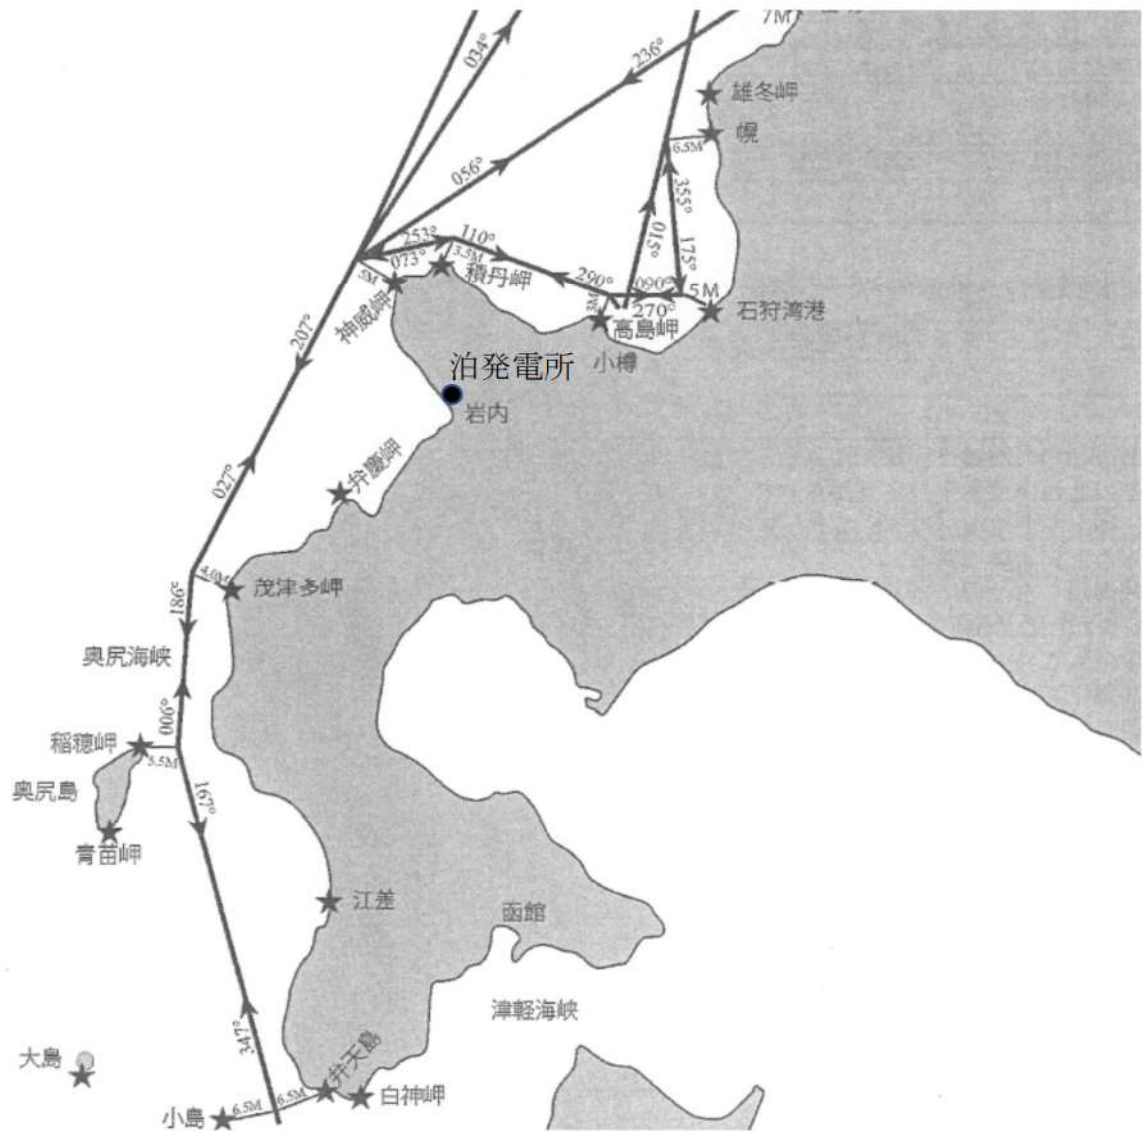 7M
034°
236°
雄冬岬
幌
6.5M
056°
355°
015°
175°
253°
110°
073°
3.5M
積丹岬
5M
神威岬
290°
090°
5M
270°
石狩湾港
高島岬
小樽
207°
泊発電所
岩内
弁慶岬
027°
4.0M
茂津多岬
186°
奥尻海峡
006°
稲穂岬
5.5M
奥尻島
167°
青苗岬
江差
函館
津軽海峡
347°
大島
弁天島
白神岬
小島
6.5M
6.5M